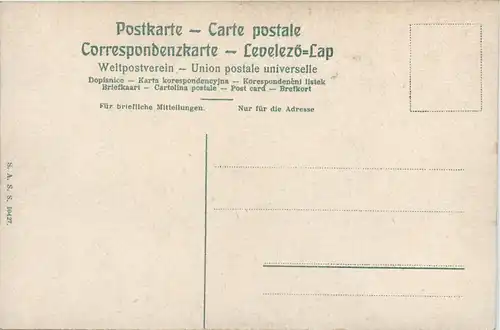 Postkarte – Carte postale
Correspondenzkarte – Levelező=Lap
Weltpostverein – Union postale universelle
Dopisnice – Karta korespondencyjna – Korespondenční lístek
Briefkaart – Cartolina postale – Post card – Brefkort
Für briefliche Mitteilungen. Nur für die Adresse
S. A. S. S. 10427.